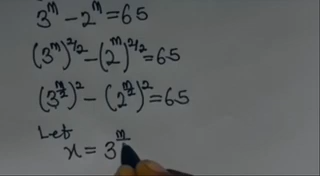 3^m - 2^m = 65
(3^m)^{2/2} - (2^m)^{2/2} = 65
(3^{m/2})^2 - (2^{m/2})^2 = 65
Let
x = 3^m